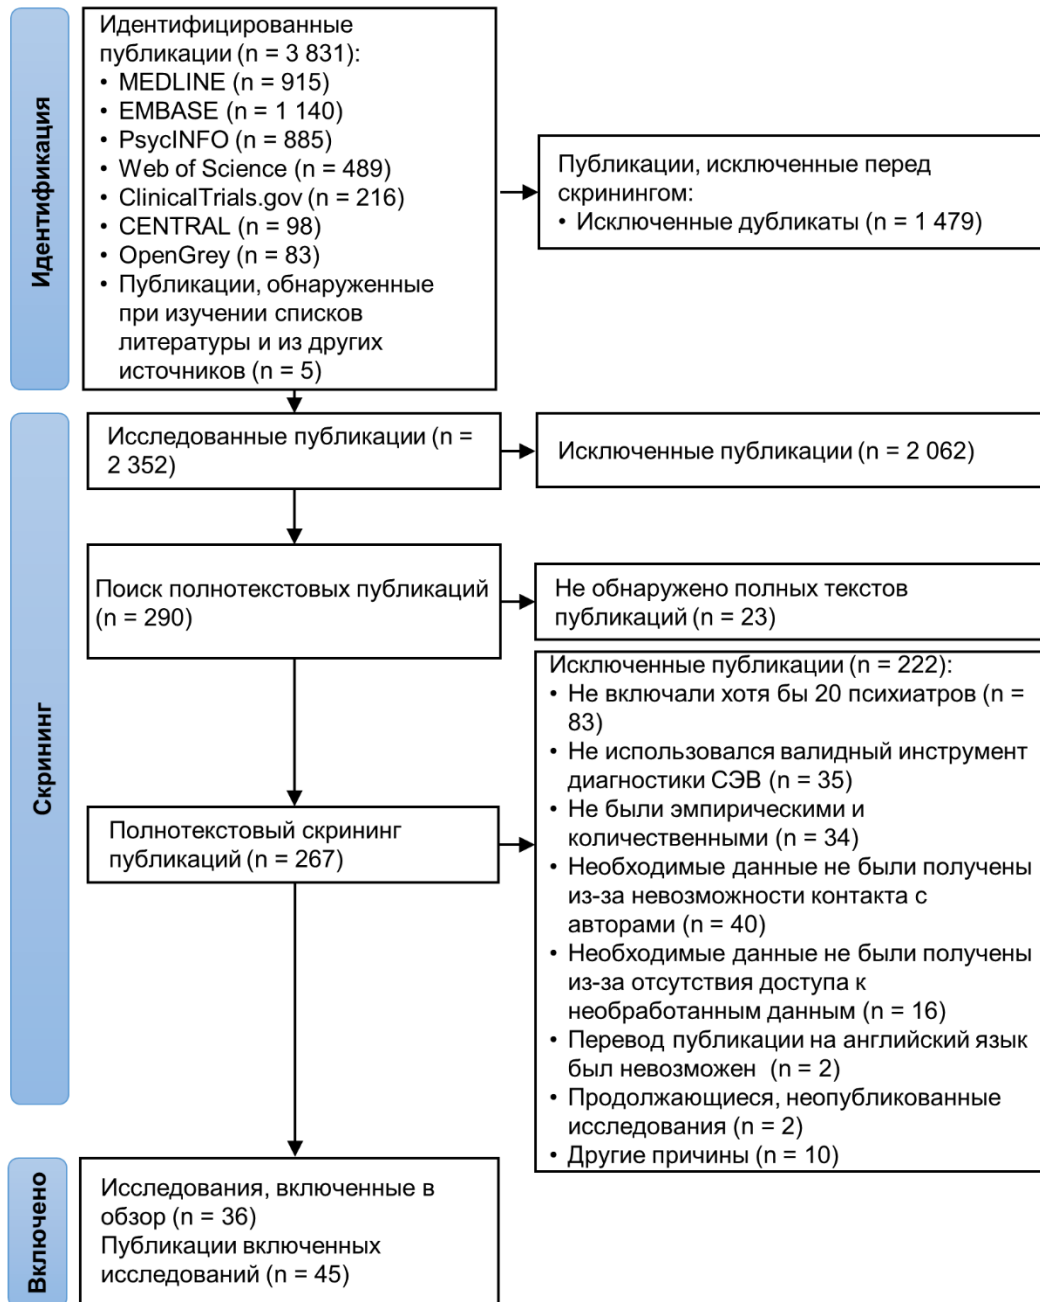 Идентификация
Идентифицированные
публикации (n = 3 831):
• MEDLINE (n = 915)
• EMBASE (n = 1 140)
• PsycINFO (n = 885)
• Web of Science (n = 489)
• ClinicalTrials.gov (n = 216)
• CENTRAL (n = 98)
• OpenGrey (n = 83)
• Публикации, обнаруженные
при изучении списков
литературы и из других
источников (n = 5)
Публикации, исключенные перед
скринингом:
• Исключенные дубликаты (n = 1 479)
Скрининг
Исследованные публикации (n =
2 352)
Исключенные публикации (n = 2 062)
Поиск полнотекстовых публикаций
(n = 290)
Не обнаружено полных текстов
публикаций (n = 23)
Полнотекстовый скрининг
публикаций (n = 267)
Исключенные публикации (n = 222):
• Не включали хотя бы 20 психиатров (n =
83)
• Не использовался валидный инструмент
диагностики СЭВ (n = 35)
• Не были эмпирическими и
количественными (n = 34)
• Необходимые данные не были получены
из-за невозможности контакта с
авторами (n = 40)
• Необходимые данные не были получены
из-за отсутствия доступа к
необработанным данным (n = 16)
• Перевод публикации на английский язык
был невозможен (n = 2)
• Продолжающиеся, неопубликованные
исследования (n = 2)
• Другие причины (n = 10)
Включено
Исследования, включенные в
обзор (n = 36)
Публикации включенных
исследований (n = 45)